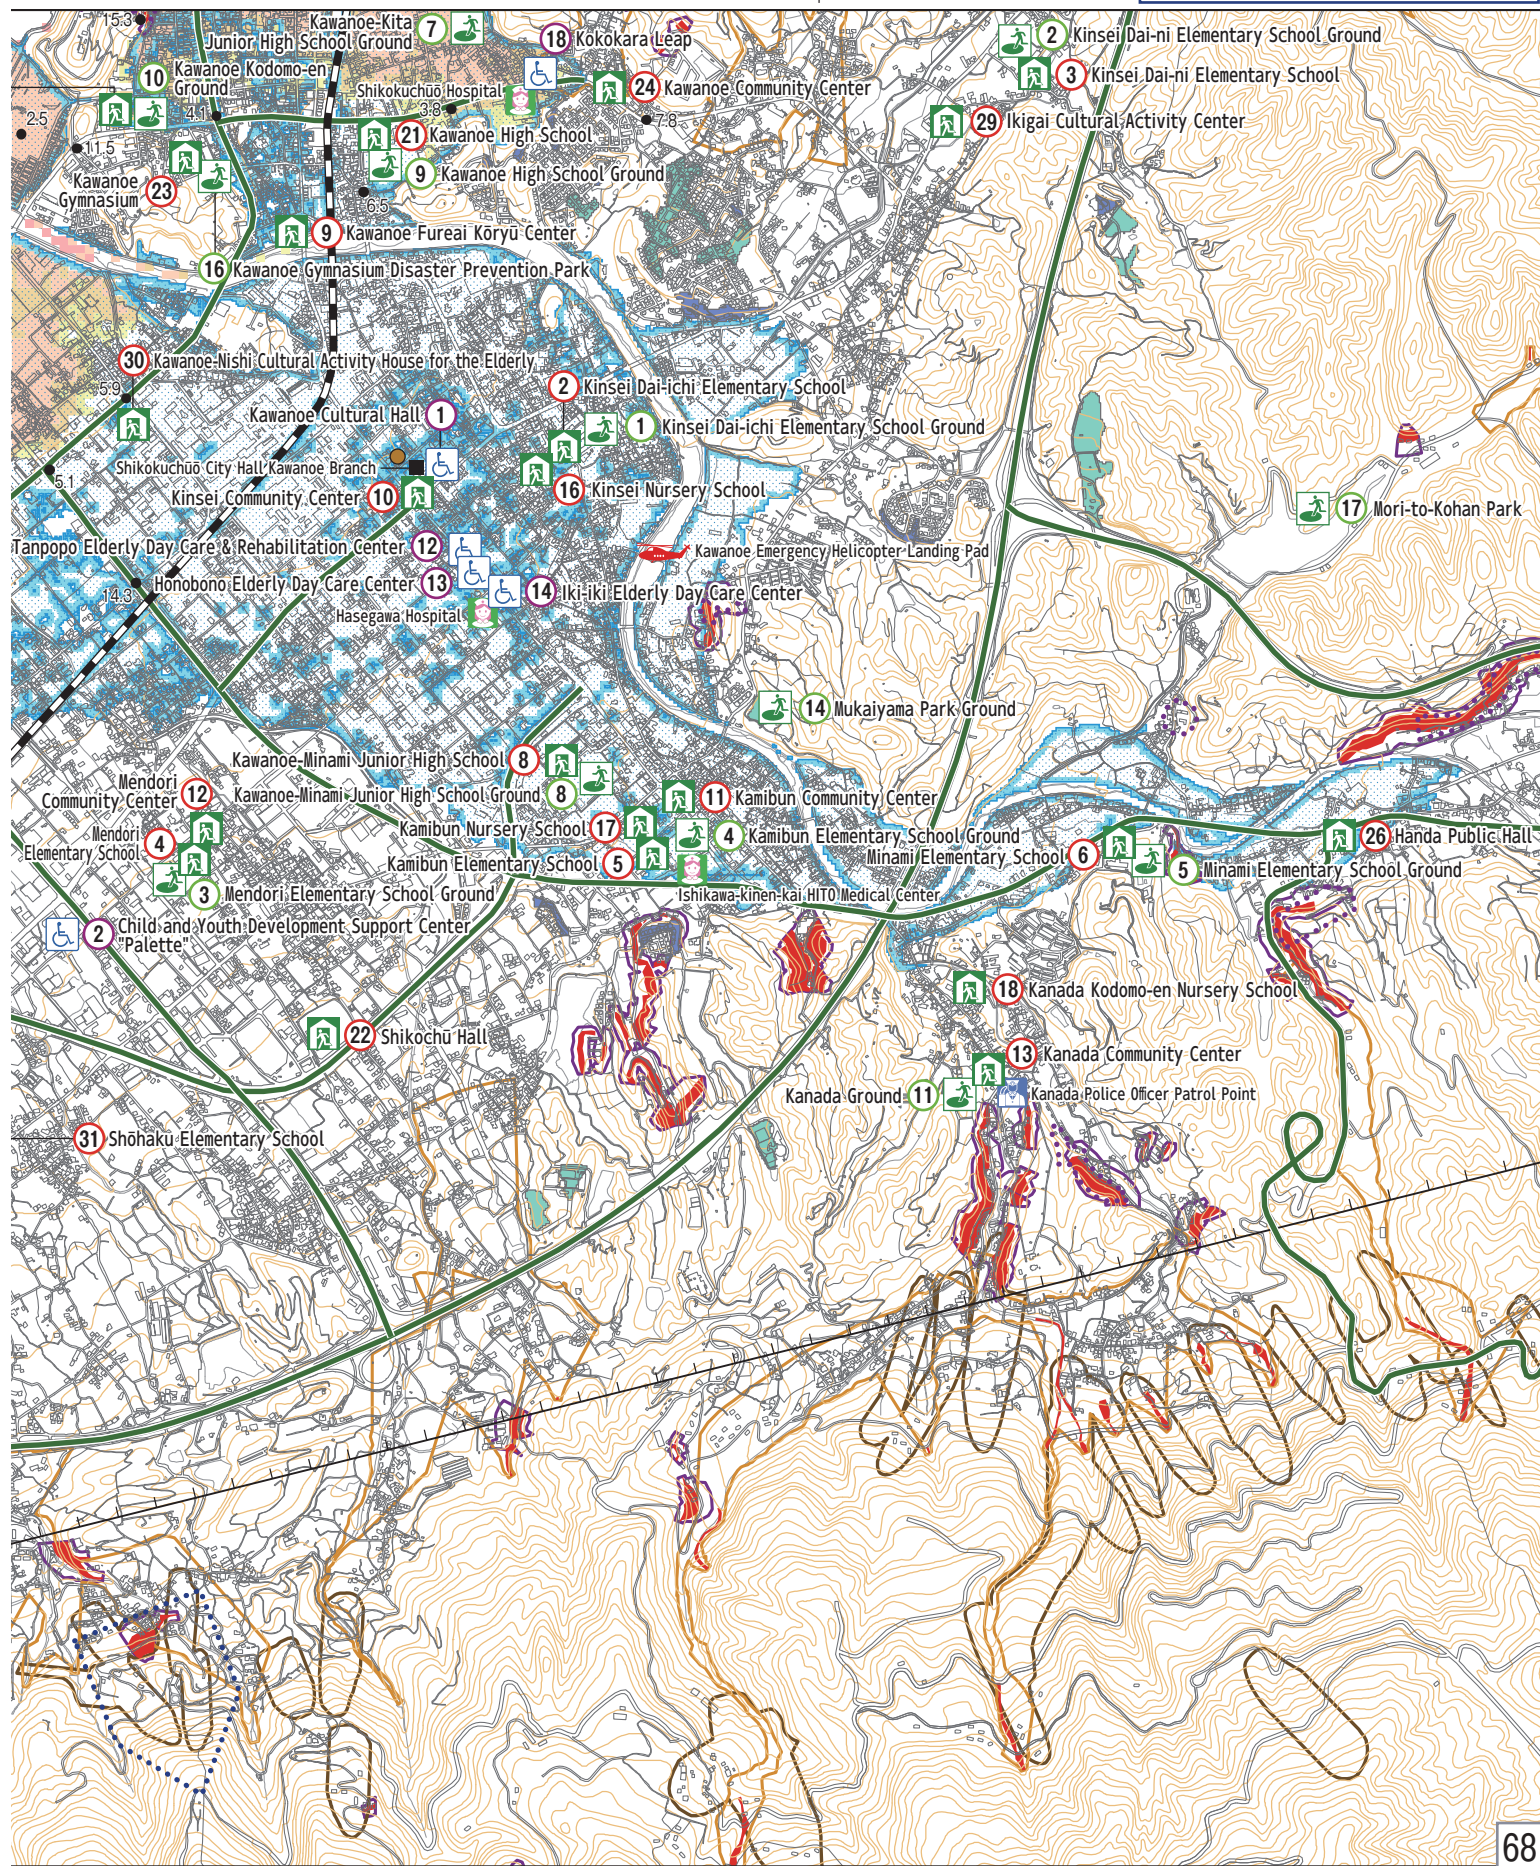 15.3
Kawanoe-Kita
Junior High School Ground
7
18 Kokokara Leap
2 Kinsei Dai-ni Elementary School Ground
3 Kinsei Dai-ni Elementary School
10 Kawanoe Kodomo-en
Ground
Shikokuchūō Hospital
3.8
24 Kawanoe Community Center
7.8
29 Ikigai Cultural Activity Center
2.5
4.1
11.5
21 Kawanoe High School
9 Kawanoe High School Ground
Kawanoe
Gymnasium 23
6.5
9 Kawanoe Fureai Kōryū Center
16 Kawanoe Gymnasium Disaster Prevention Park
30 Kawanoe-Nishi Cultural Activity House for the Elderly
5.9
2 Kinsei Dai-ichi Elementary School
Kawanoe Cultural Hall 1
1 Kinsei Dai-ichi Elementary School Ground
Shikokuchūō City Hall Kawanoe Branch
5.1
Kinsei Community Center 10
16 Kinsei Nursery School
17 Mori-to-Kohan Park
Tanpopo Elderly Day Care & Rehabilitation Center 12
Kawanoe Emergency Helicopter Landing Pad
Honobono Elderly Day Care Center 13
14.3
14 Iki-iki Elderly Day Care Center
Hasegawa Hospital
14 Mukaiyama Park Ground
Kawanoe-Minami Junior High School 8
Kawanoe-Minami Junior High School Ground 8
Mendori
Community Center 12
11 Kamibun Community Center
Kamibun Nursery School 17
4 Kamibun Elementary School Ground
Mendori
Elementary School 4
Kamibun Elementary School 5
Minami Elementary School 6
26 Handa Public Hall
5 Minami Elementary School Ground
3 Mendori Elementary School Ground
Ishikawa-kinen-kai HITO Medical Center
2 Child and Youth Development Support Center
"Palette"
18 Kanada Kodomo-en Nursery School
22 Shikochū Hall
13 Kanada Community Center
Kanada Ground 11
Kanada Police Officer Patrol Point
31 Shōhaku Elementary School
68